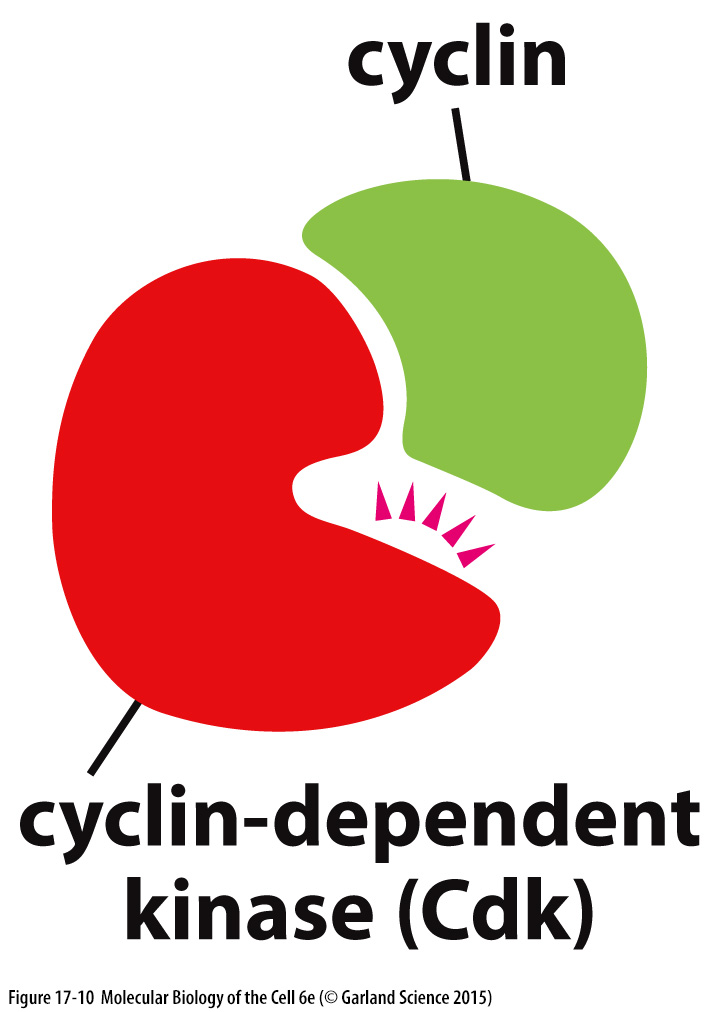 cyclin
cyclin-dependent
kinase (Cdk)
Figure 17-10 Molecular Biology of the Cell 6e (© Garland Science 2015)